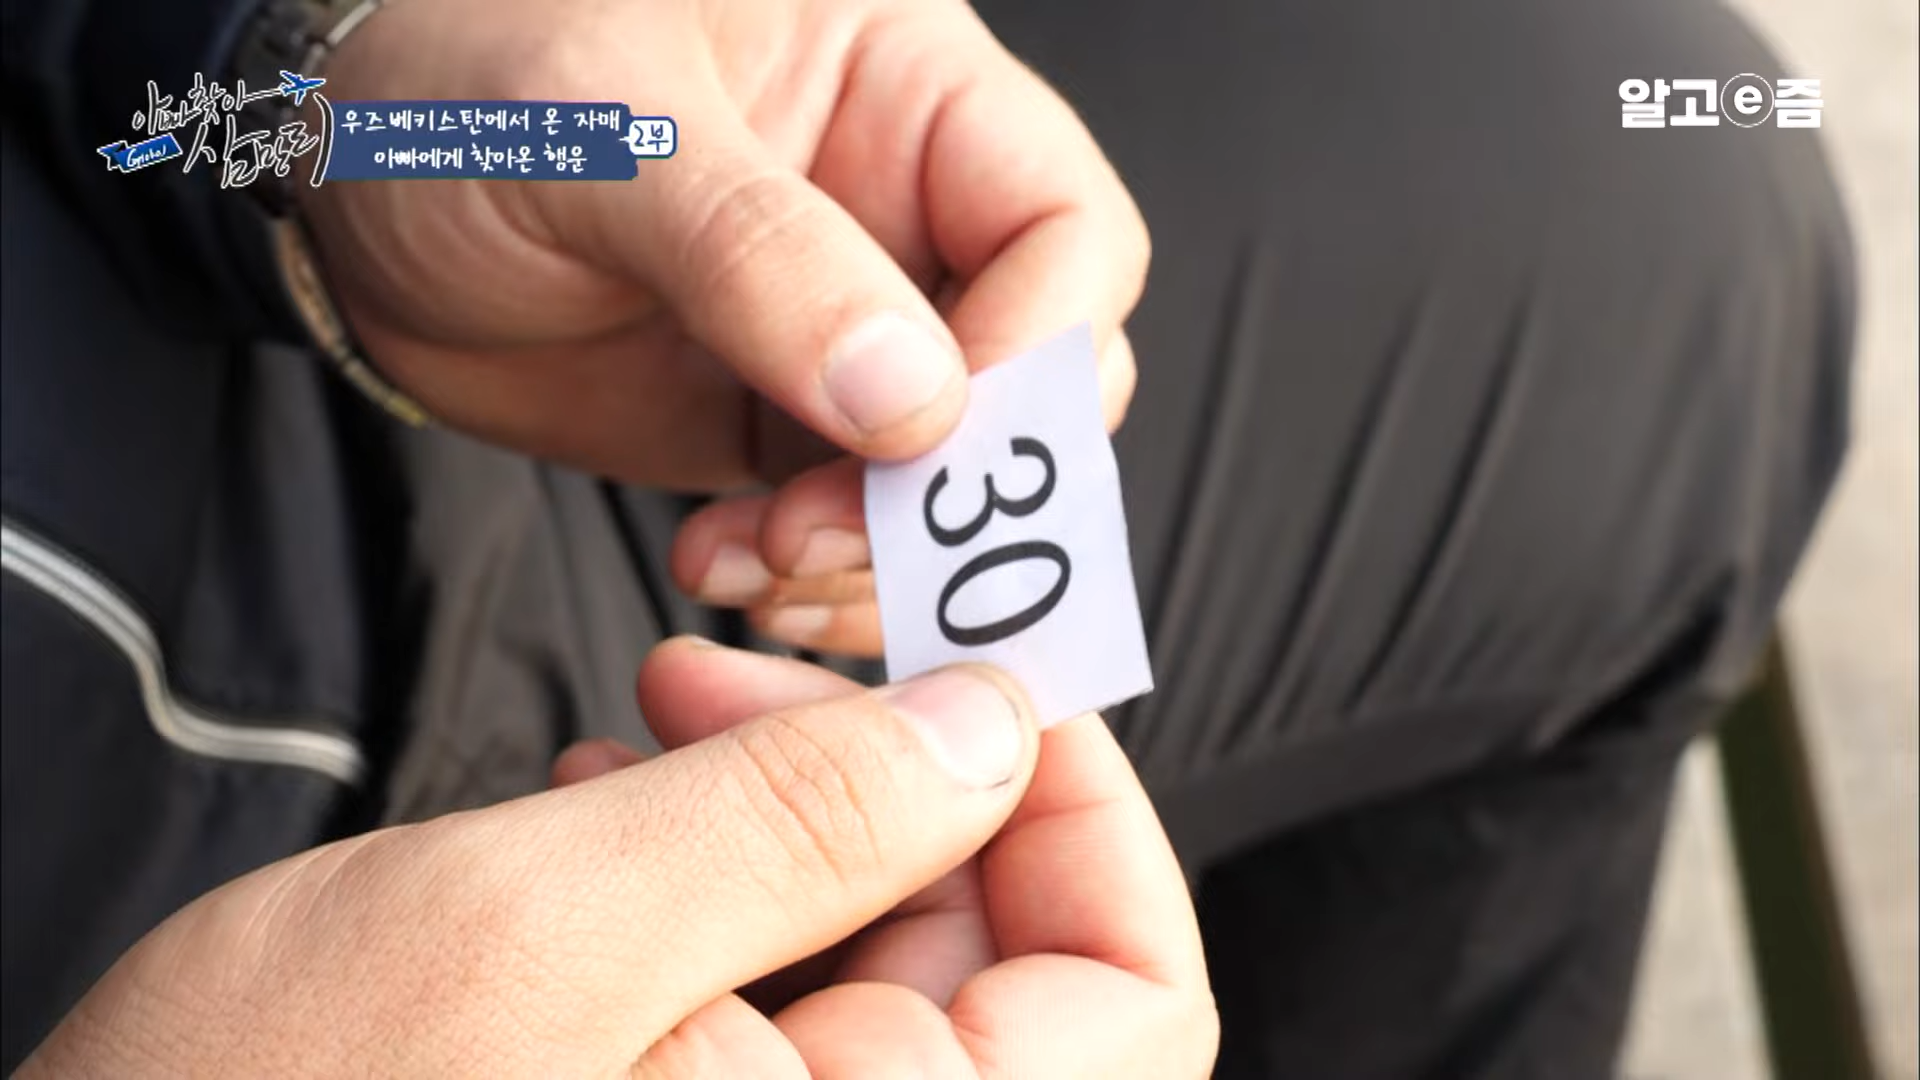 아빠찾아
Global
삼만리
우즈베키스탄에서 온 자매
아빠에게 찾아온 행운
2부
알고e즘
30